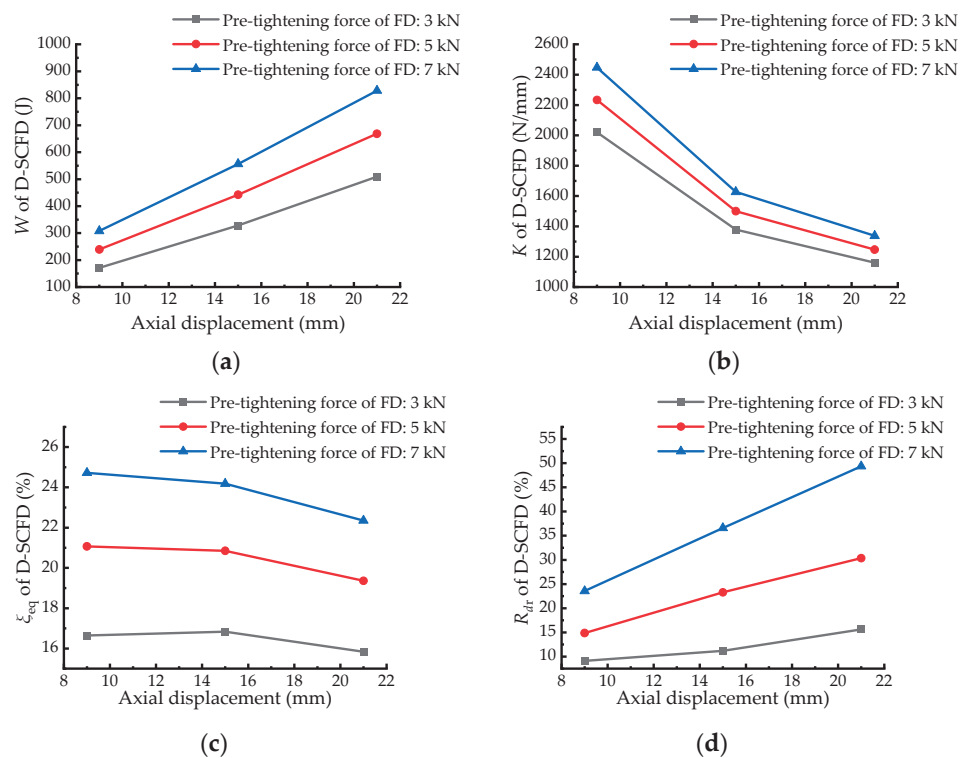 Pre-tightening force of FD: 3 kN
Pre-tightening force of FD: 5 kN
Pre-tightening force of FD: 7 kN
1000
900
800
700
600
500
400
300
200
100
W of D-SCFD (J)
8 10 12 14 16 18 20 22
Axial displacement (mm)
(a)
Pre-tightening force of FD: 3 kN
Pre-tightening force of FD: 5 kN
Pre-tightening force of FD: 7 kN
2600
2400
2200
2000
1800
1600
1400
1200
1000
K of D-SCFD (N/mm)
8 10 12 14 16 18 20 22
Axial displacement (mm)
(b)
Pre-tightening force of FD: 3 kN
Pre-tightening force of FD: 5 kN
Pre-tightening force of FD: 7 kN
26
24
22
20
18
16
ξeq of D-SCFD (%)
8 10 12 14 16 18 20 22
Axial displacement (mm)
(c)
Pre-tightening force of FD: 3 kN
Pre-tightening force of FD: 5 kN
Pre-tightening force of FD: 7 kN
55
50
45
40
35
30
25
20
15
10
Rdr of D-SCFD (%)
8 10 12 14 16 18 20 22
Axial displacement (mm)
(d)